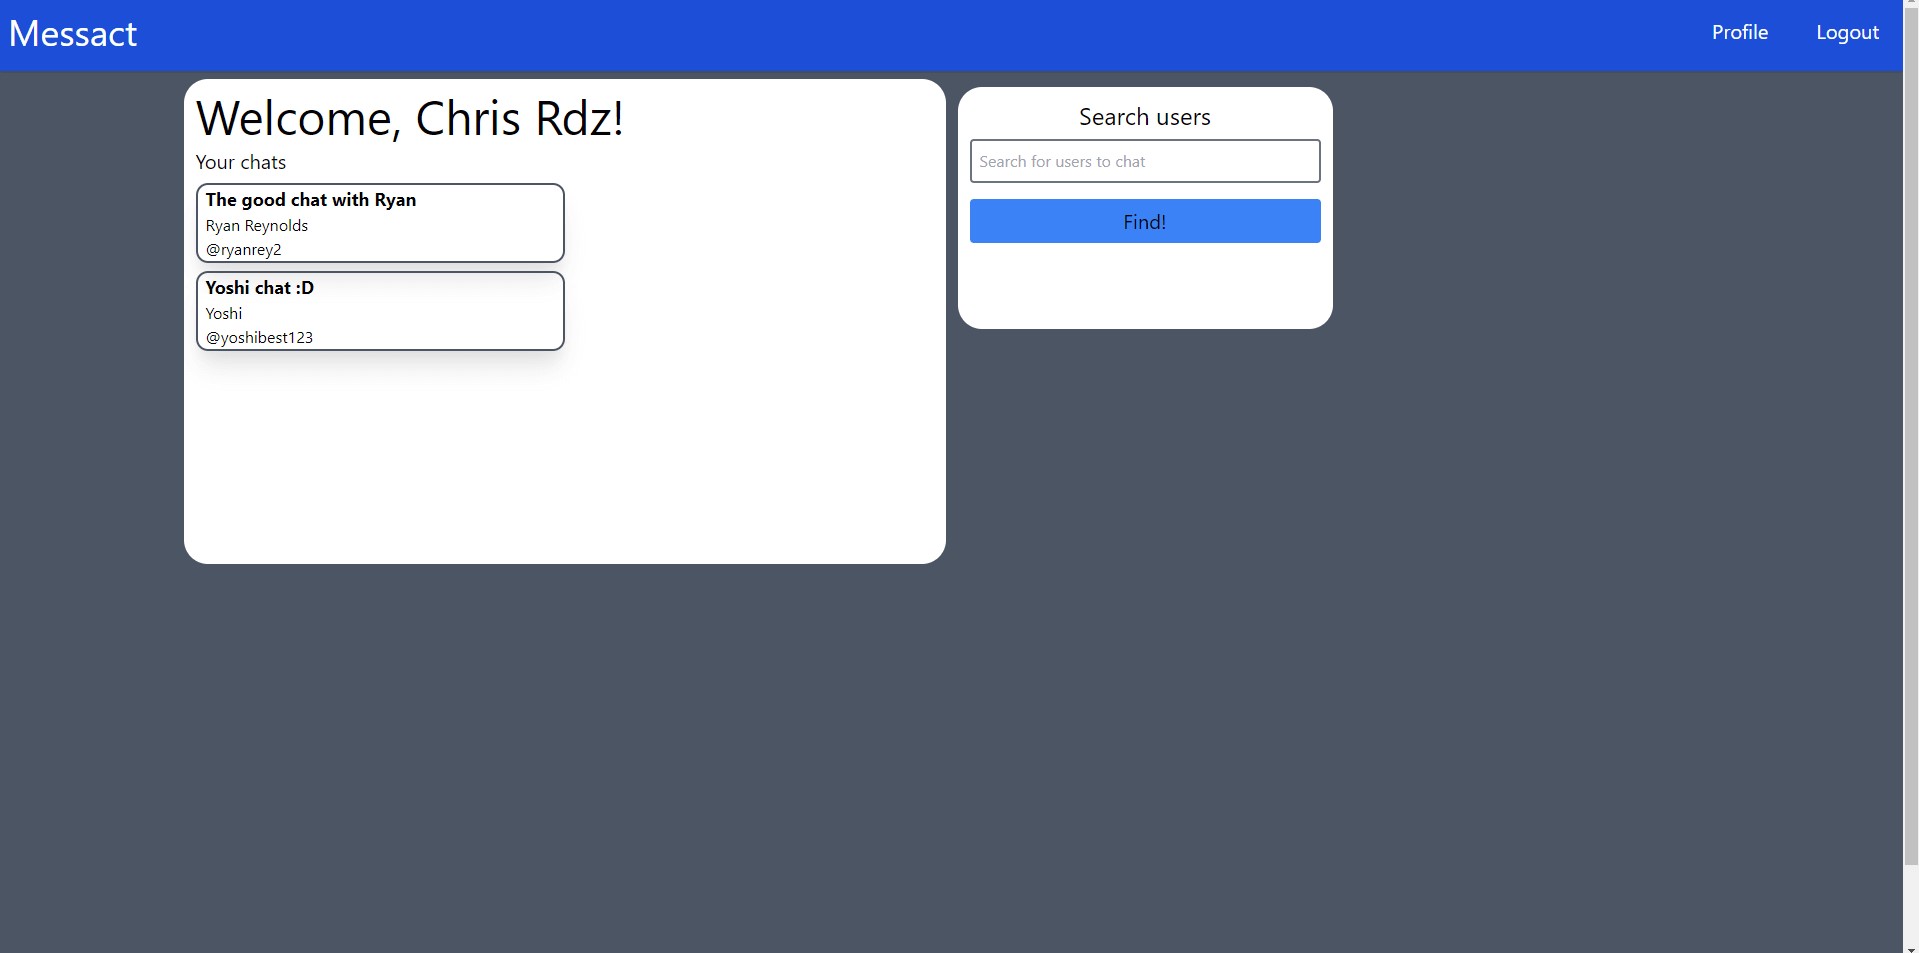 Messact
Profile
Logout
Welcome, Chris Rdz!
Your chats
The good chat with Ryan
Ryan Reynolds
@ryanrey2
Yoshi chat :D
Yoshi
@yoshibest123
Search users
Search for users to chat
Find!